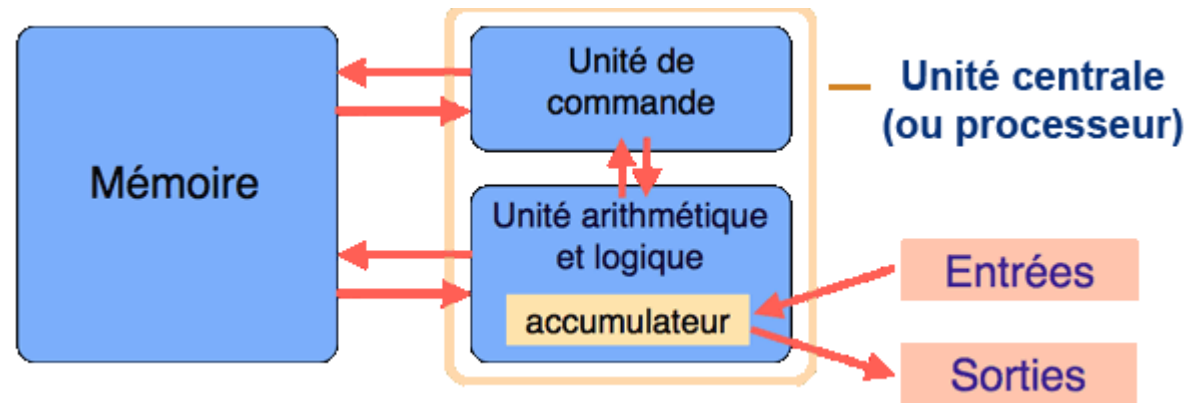 Mémoire
Unité de
commande
Unité arithmétique
et logique
accumulateur
Unité centrale
(ou processeur)
Entrées
Sorties